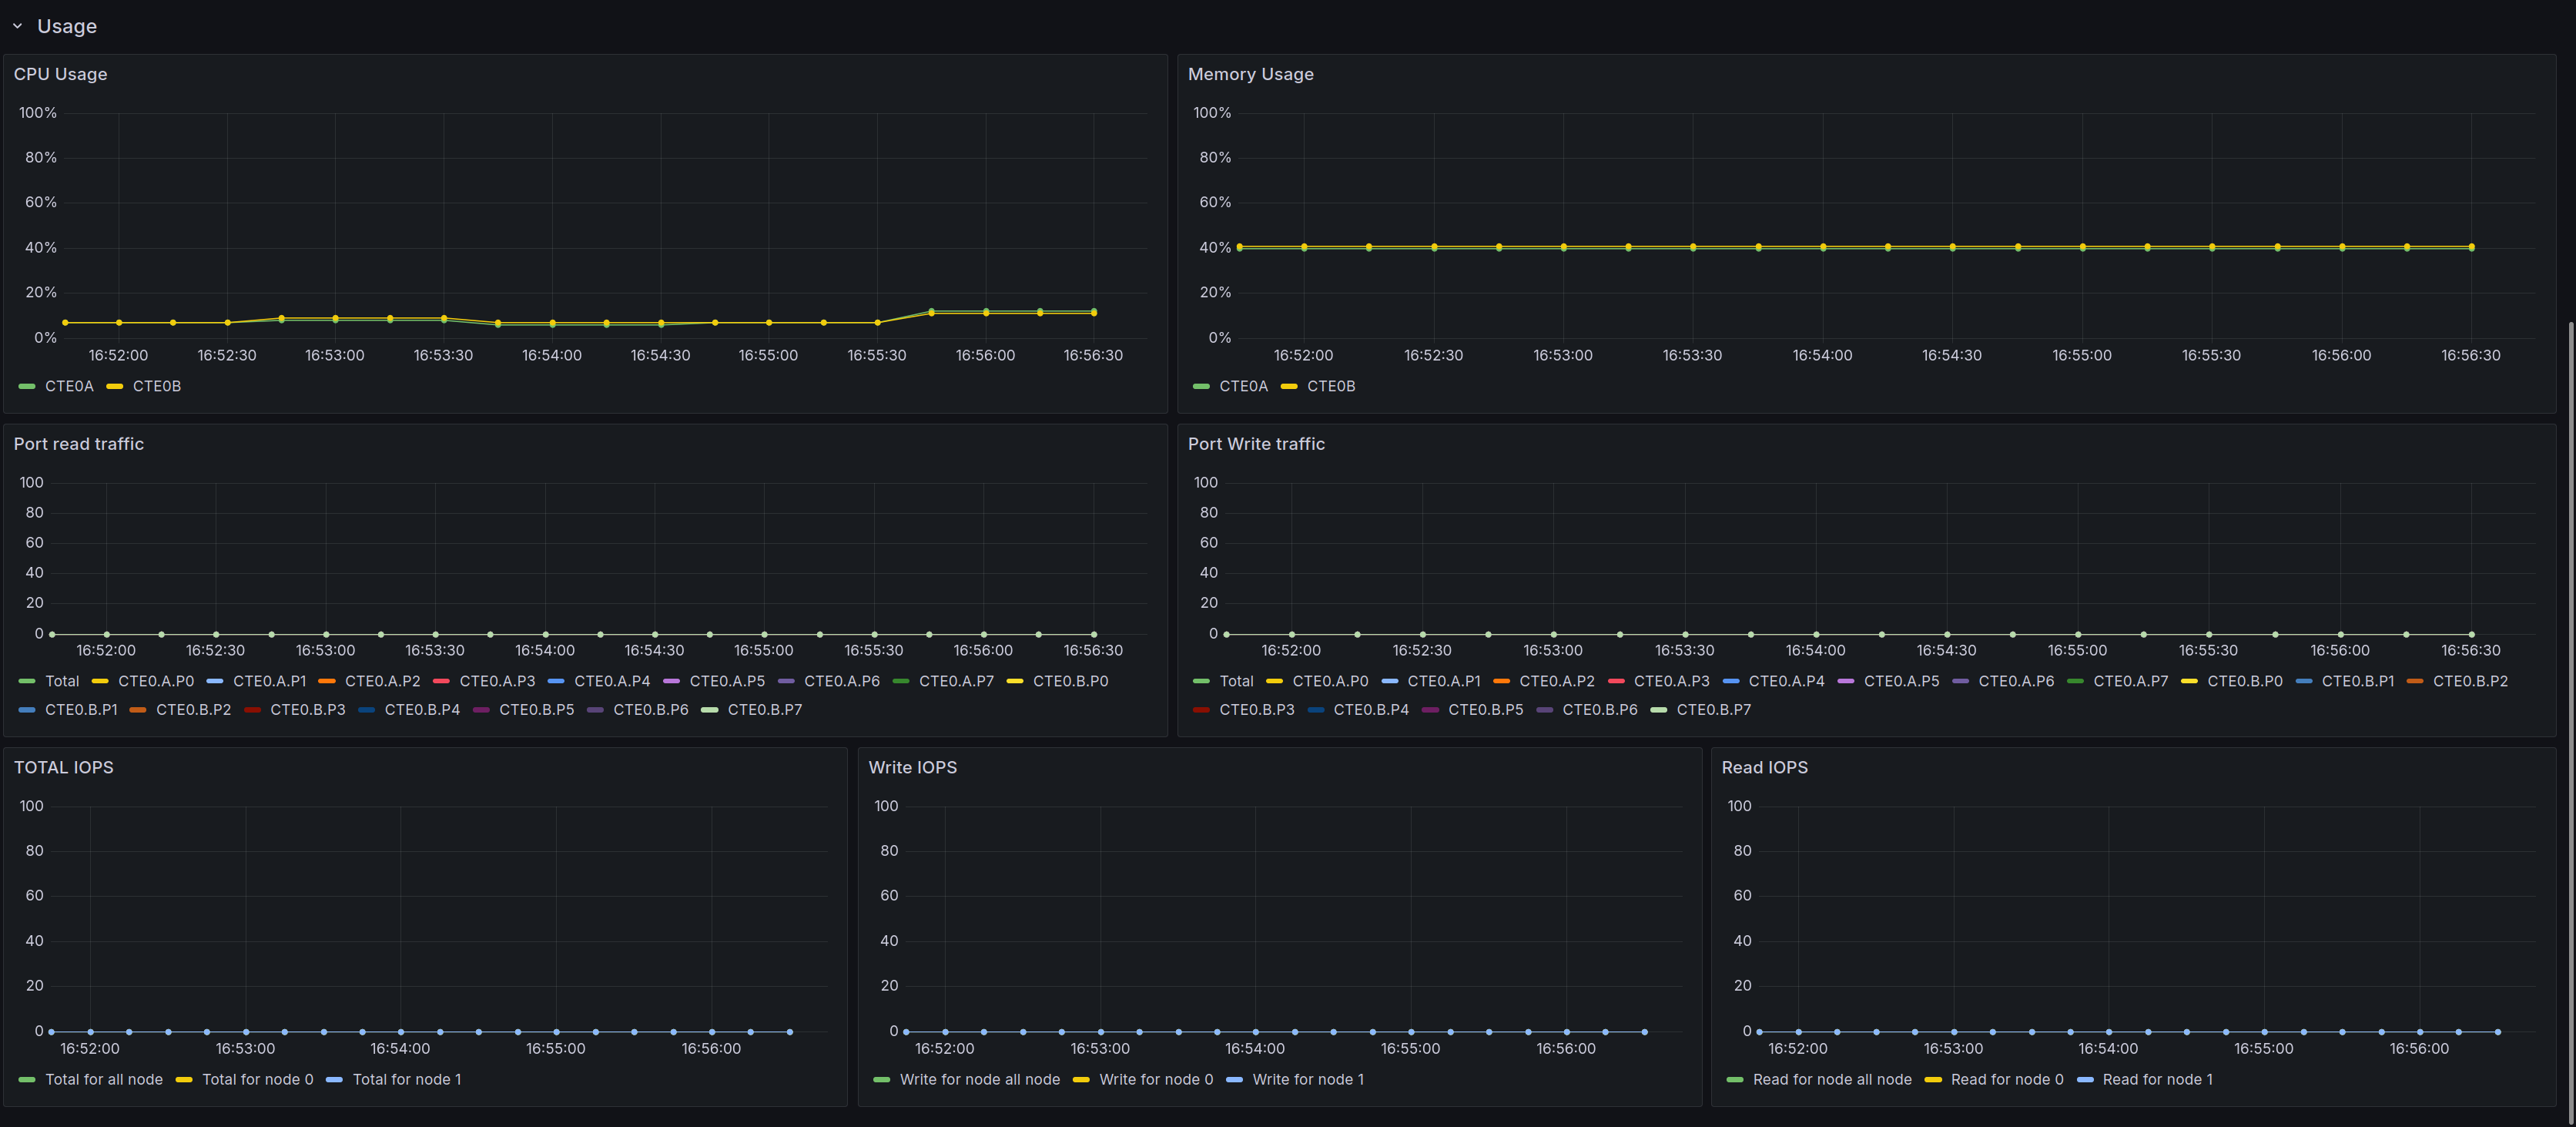 Usage
CPU Usage
100%
80%
60%
40%
20%
0%
16:52:00 16:52:30 16:53:00 16:53:30 16:54:00 16:54:30 16:55:00 16:55:30 16:56:00 16:56:30
CTE0A CTE0B
Memory Usage
100%
80%
60%
40%
20%
0%
16:52:00 16:52:30 16:53:00 16:53:30 16:54:00 16:54:30 16:55:00 16:55:30 16:56:00 16:56:30
CTE0A CTE0B
Port read traffic
100
80
60
40
20
0
16:52:00 16:52:30 16:53:00 16:53:30 16:54:00 16:54:30 16:55:00 16:55:30 16:56:00 16:56:30
Total CTE0.A.P0 CTE0.A.P1 CTE0.A.P2 CTE0.A.P3 CTE0.A.P4 CTE0.A.P5 CTE0.A.P6 CTE0.A.P7 CTE0.B.P0
CTE0.B.P1 CTE0.B.P2 CTE0.B.P3 CTE0.B.P4 CTE0.B.P5 CTE0.B.P6 CTE0.B.P7
Port Write traffic
100
80
60
40
20
0
16:52:00 16:52:30 16:53:00 16:53:30 16:54:00 16:54:30 16:55:00 16:55:30 16:56:00 16:56:30
Total CTE0.A.P0 CTE0.A.P1 CTE0.A.P2 CTE0.A.P3 CTE0.A.P4 CTE0.A.P5 CTE0.A.P6 CTE0.A.P7 CTE0.B.P0 CTE0.B.P1 CTE0.B.P2
CTE0.B.P3 CTE0.B.P4 CTE0.B.P5 CTE0.B.P6 CTE0.B.P7
TOTAL IOPS
100
80
60
40
20
0
16:52:00 16:53:00 16:54:00 16:55:00 16:56:00
Total for all node Total for node 0 Total for node 1
Write IOPS
100
80
60
40
20
0
16:52:00 16:53:00 16:54:00 16:55:00 16:56:00
Write for node all node Write for node 0 Write for node 1
Read IOPS
100
80
60
40
20
0
16:52:00 16:53:00 16:54:00 16:55:00 16:56:00
Read for node all node Read for node 0 Read for node 1